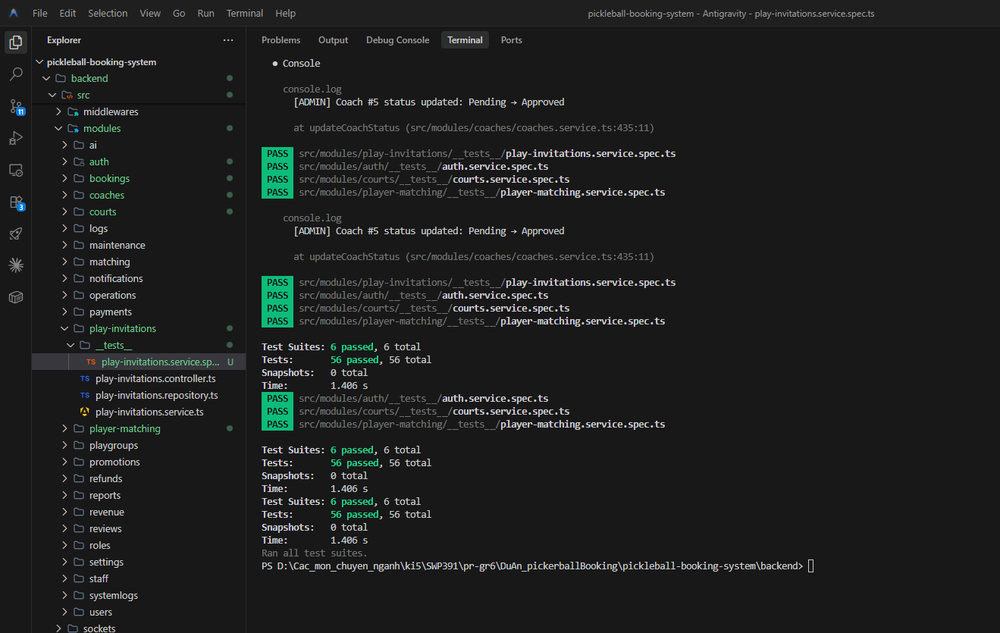 File Edit Selection View Go Run Terminal Help
pickleball-booking-system - Antigravity - play-invitations.service.spec.ts
Explorer ...
pickleball-booking-system
backend
src
middlewares
modules
ai
auth
bookings
coaches
courts
logs
maintenance
matching
notifications
operations
payments
play-invitations
__tests__
TS play-invitations.service.sp... U
TS play-invitations.controller.ts
TS play-invitations.repository.ts
play-invitations.service.ts
player-matching
playgroups
promotions
refunds
reports
revenue
reviews
roles
settings
staff
systemlogs
users
sockets
11
3
Problems Output Debug Console Terminal Ports
● Console
console.log
[ADMIN] Coach #5 status updated: Pending → Approved
at updateCoachStatus (src/modules/coaches/coaches.service.ts:435:11)
PASS src/modules/play-invitations/__tests__/play-invitations.service.spec.ts
PASS src/modules/auth/__tests__/auth.service.spec.ts
PASS src/modules/courts/__tests__/courts.service.spec.ts
PASS src/modules/player-matching/__tests__/player-matching.service.spec.ts
console.log
[ADMIN] Coach #5 status updated: Pending → Approved
at updateCoachStatus (src/modules/coaches/coaches.service.ts:435:11)
PASS src/modules/play-invitations/__tests__/play-invitations.service.spec.ts
PASS src/modules/auth/__tests__/auth.service.spec.ts
PASS src/modules/courts/__tests__/courts.service.spec.ts
PASS src/modules/player-matching/__tests__/player-matching.service.spec.ts
Test Suites: 6 passed, 6 total
Tests: 56 passed, 56 total
Snapshots: 0 total
Time: 1.406 s
PASS src/modules/auth/__tests__/auth.service.spec.ts
PASS src/modules/courts/__tests__/courts.service.spec.ts
PASS src/modules/player-matching/__tests__/player-matching.service.spec.ts
Test Suites: 6 passed, 6 total
Tests: 56 passed, 56 total
Snapshots: 0 total
Time: 1.406 s
Test Suites: 6 passed, 6 total
Tests: 56 passed, 56 total
Snapshots: 0 total
Time: 1.406 s
Ran all test suites.
PS D:\Cac_mon_chuyen_nganh\ki5\SWP391\pr-gr6\DuAn_pickerballBooking\pickleball-booking-system\backend>